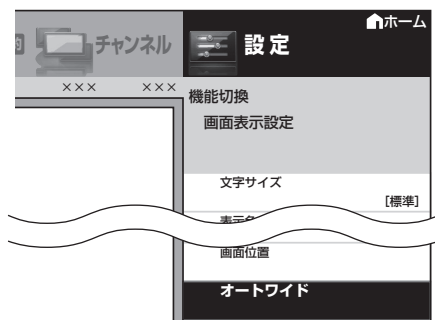 ホーム
チャンネル
設定
××× ×××
機能切換
画面表示設定
文字サイズ
[標準]
画面位置
オートワイド